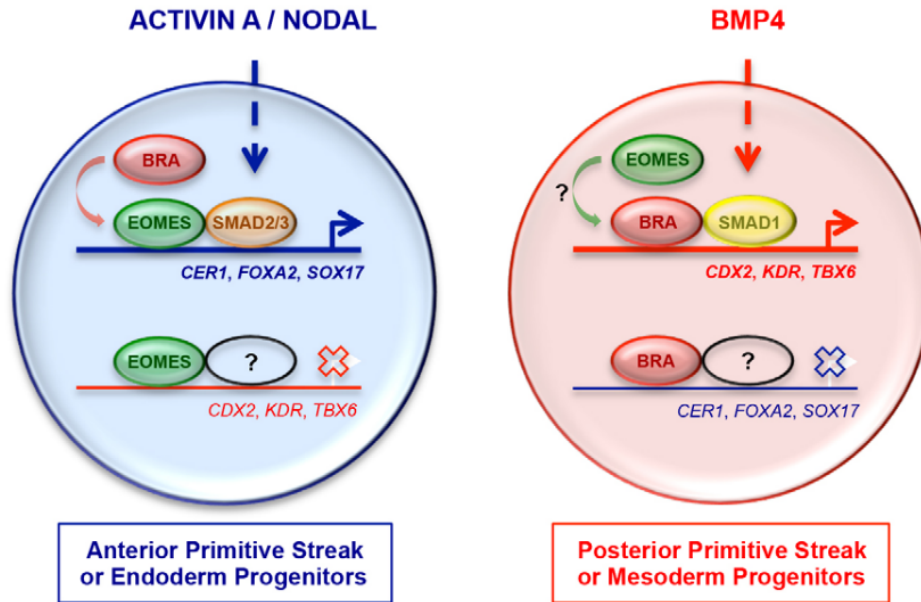 ACTIVIN A / NODAL
BRA
EOMES
SMAD2/3
CER1, FOXA2, SOX17
EOMES
?
CDX2, KDR, TBX6
Anterior Primitive Streak
or Endoderm Progenitors
BMP4
EOMES
?
BRA
SMAD1
CDX2, KDR, TBX6
BRA
?
CER1, FOXA2, SOX17
Posterior Primitive Streak
or Mesoderm Progenitors